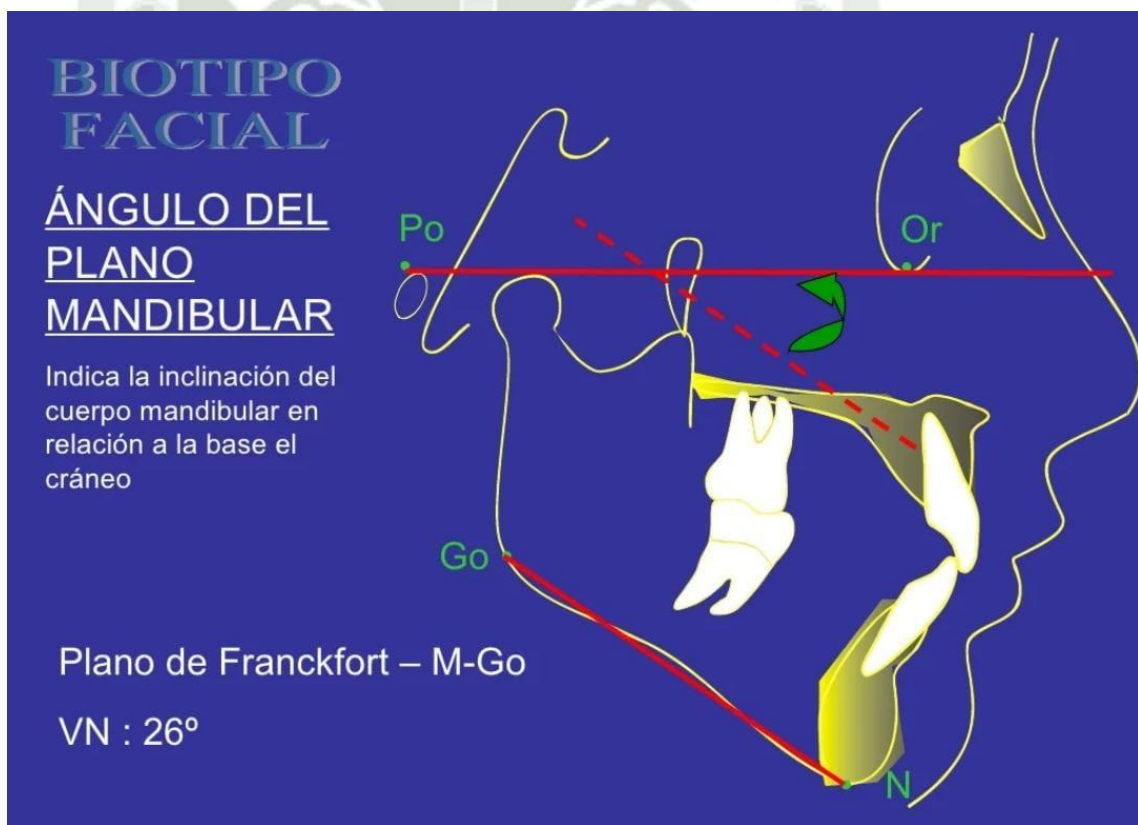 BIOTIPO
FACIAL
ÁNGULO DEL
PLANO
MANDIBULAR
Indica la inclinación del
cuerpo mandibular en
relación a la base el
cráneo
Po
Or
Go
Plano de Franckfort – M-Go
VN : 26º
N